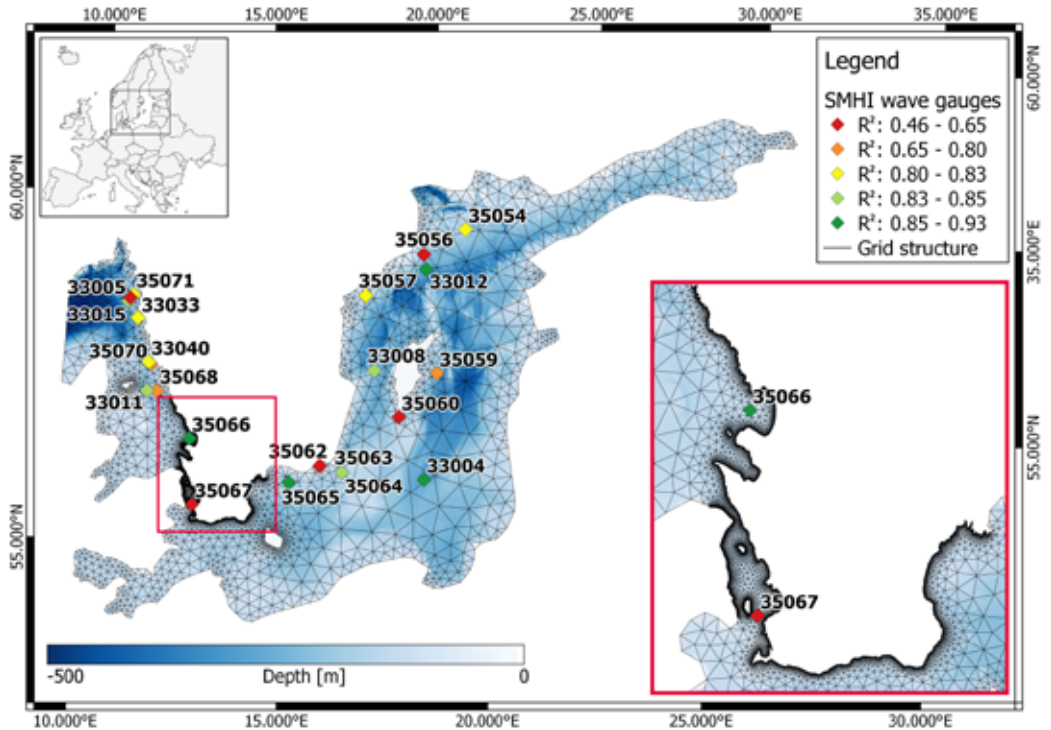 10.000°E 15.000°E 20.000°E 25.000°E 30.000°E 35.000°E
60.000°N
55.000°N
60.000°N
35.000°E
55.000°N
Legend
SMHI wave gauges
R²: 0.46 - 0.65
R²: 0.65 - 0.80
R²: 0.80 - 0.83
R²: 0.83 - 0.85
R²: 0.85 - 0.93
Grid structure
35054
35056
33012
35057
35071
33005
33015
33033
35070
33040
35068
33011
33008
35059
35060
35066
35067
35062
35063
35064
35065
33004
35066
35067
-500
Depth [m]
0
10.000°E 15.000°E 20.000°E 25.000°E 30.000°E